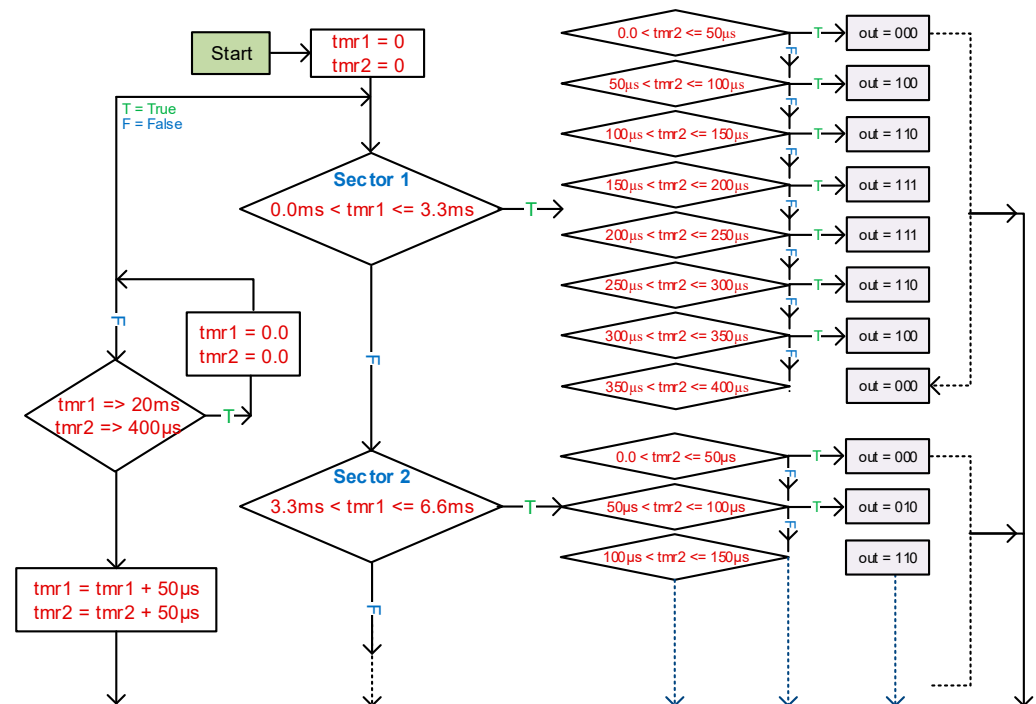 Start
tmr1 = 0
tmr2 = 0
T = True
F = False
Sector 1
0.0ms < tmr1 <= 3.3ms
T
F
tmr1 = 0.0
tmr2 = 0.0
F
tmr1 => 20ms
tmr2 => 400µs
T
Sector 2
3.3ms < tmr1 <= 6.6ms
T
F
tmr1 = tmr1 + 50µs
tmr2 = tmr2 + 50µs
0.0 < tmr2 <= 50µs
T
out = 000
F
50µs < tmr2 <= 100µs
T
out = 100
F
100µs < tmr2 <= 150µs
T
out = 110
F
150µs < tmr2 <= 200µs
T
out = 111
F
200µs < tmr2 <= 250µs
T
out = 111
F
250µs < tmr2 <= 300µs
T
out = 110
F
300µs < tmr2 <= 350µs
T
out = 100
F
350µs < tmr2 <= 400µs
out = 000
0.0 < tmr2 <= 50µs
T
out = 000
F
50µs < tmr2 <= 100µs
T
out = 010
F
100µs < tmr2 <= 150µs
out = 110